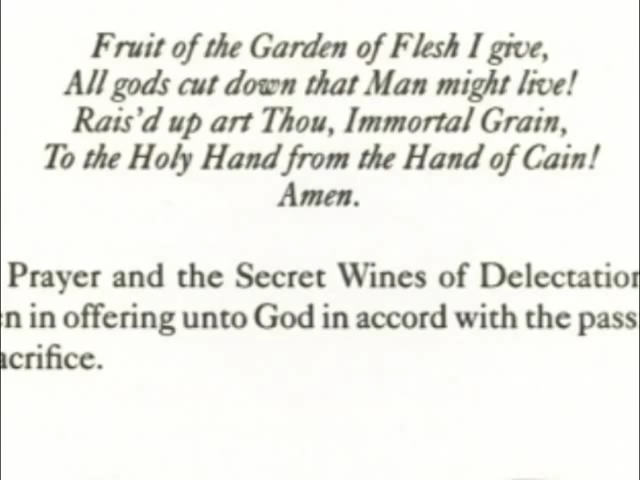 Fruit of the Garden of Flesh I give,
All gods cut down that Man might live!
Rais'd up art Thou, Immortal Grain,
To the Holy Hand from the Hand of Cain!
Amen.
Prayer and the Secret Wines of Delectation
n in offering unto God in accord with the pass
acrifice.